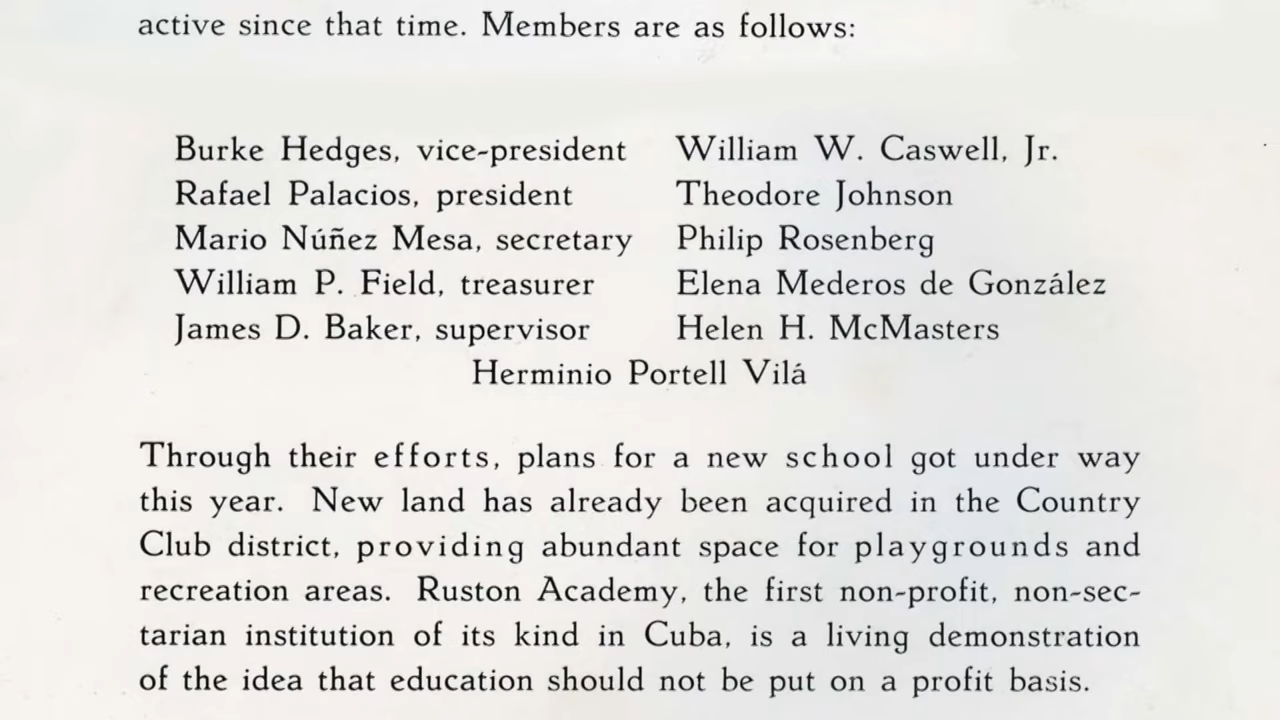 active since that time. Members are as follows:
Burke Hedges, vice-president
Rafael Palacios, president
Mario Núñez Mesa, secretary
William P. Field, treasurer
James D. Baker, supervisor
William W. Caswell, Jr.
Theodore Johnson
Philip Rosenberg
Elena Mederos de González
Helen H. McMasters
Herminio Portell Vilá
Through their efforts, plans for a new school got under way
this year. New land has already been acquired in the Country
Club district, providing abundant space for playgrounds and
recreation areas. Ruston Academy, the first non-profit, non-sec-
tarian institution of its kind in Cuba, is a living demonstration
of the idea that education should not be put on a profit basis.